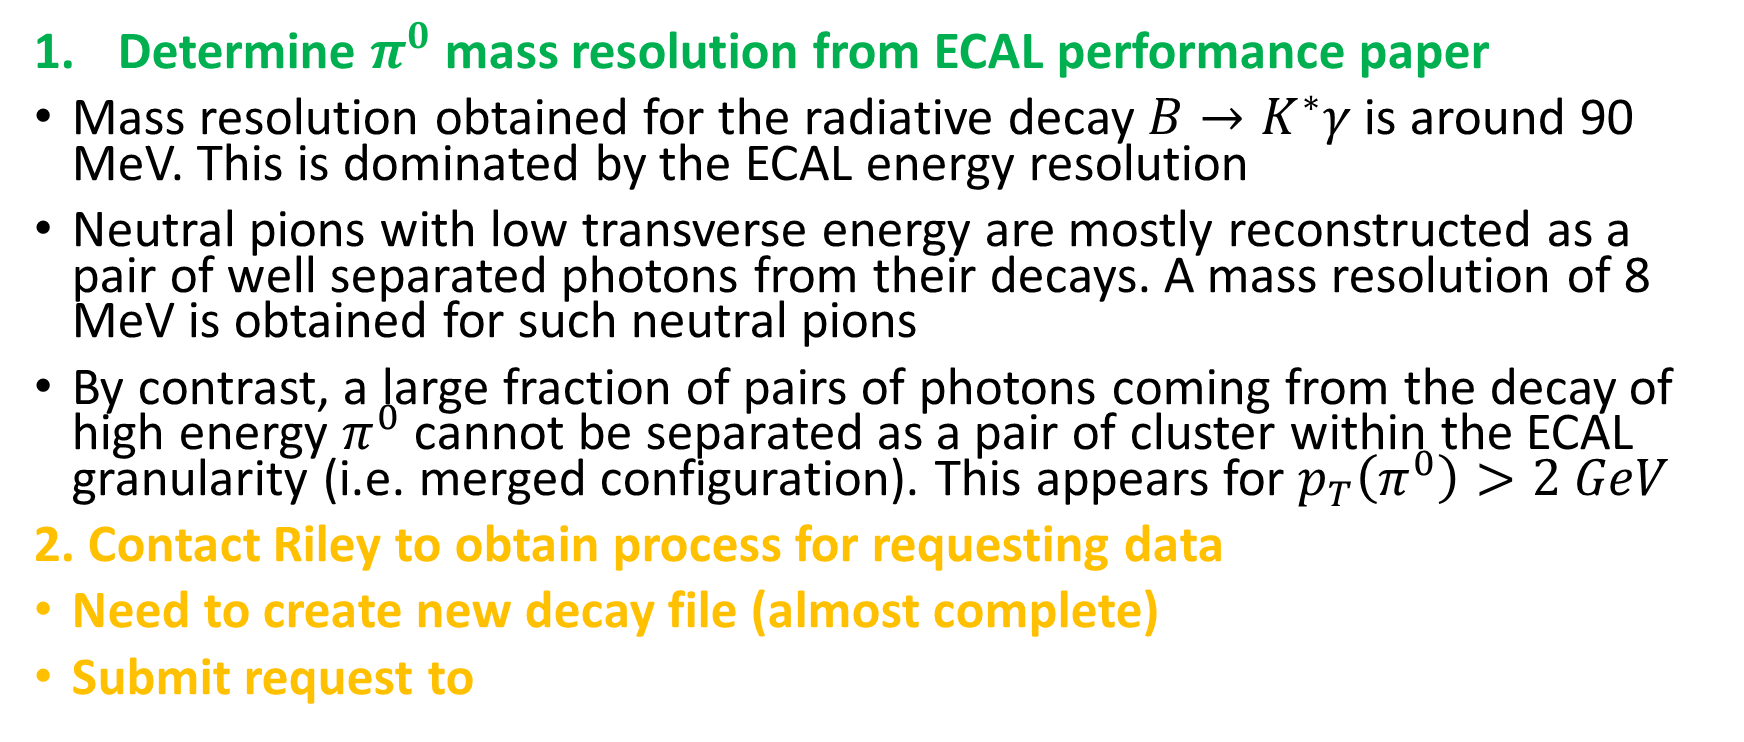 1. Determine π⁰ mass resolution from ECAL performance paper
• Mass resolution obtained for the radiative decay B → K*γ is around 90
MeV. This is dominated by the ECAL energy resolution
• Neutral pions with low transverse energy are mostly reconstructed as a
pair of well separated photons from their decays. A mass resolution of 8
MeV is obtained for such neutral pions
• By contrast, a large fraction of pairs of photons coming from the decay of
high energy π⁰ cannot be separated as a pair of cluster within the ECAL
granularity (i.e. merged configuration). This appears for p_T(π⁰) > 2 GeV
2. Contact Riley to obtain process for requesting data
• Need to create new decay file (almost complete)
• Submit request to